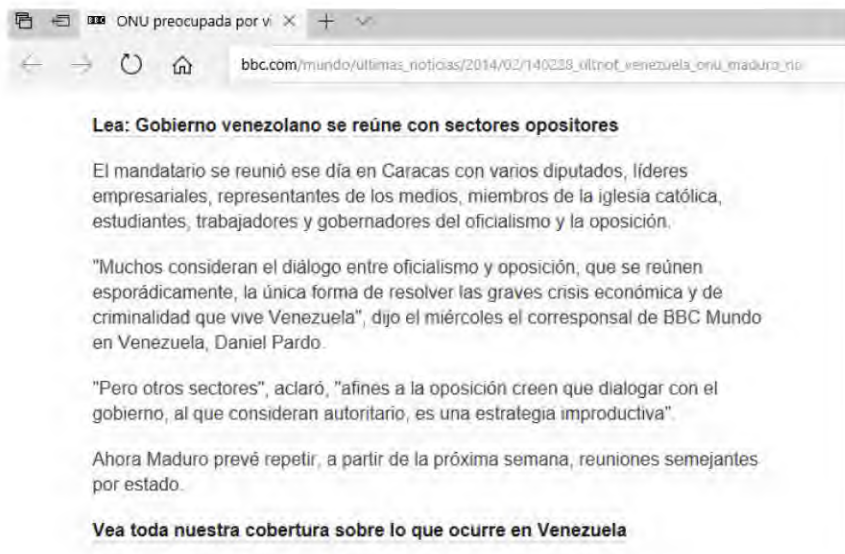 BBC ONU preocupada por vi
bbc.com/mundo/ultimas_noticias/2014/02/140228_ultnot_venezuela_onu_maduro_no
Lea: Gobierno venezolano se reúne con sectores opositores
El mandatario se reunió ese día en Caracas con varios diputados, líderes
empresariales, representantes de los medios, miembros de la iglesia católica,
estudiantes, trabajadores y gobernadores del oficialismo y la oposición.
"Muchos consideran el diálogo entre oficialismo y oposición, que se reúnen
esporádicamente, la única forma de resolver las graves crisis económica y de
criminalidad que vive Venezuela", dijo el miércoles el corresponsal de BBC Mundo
en Venezuela, Daniel Pardo.
"Pero otros sectores", aclaró, "afines a la oposición creen que dialogar con el
gobierno, al que consideran autoritario, es una estrategia improductiva".
Ahora Maduro prevé repetir, a partir de la próxima semana, reuniones semejantes
por estado.
Vea toda nuestra cobertura sobre lo que ocurre en Venezuela